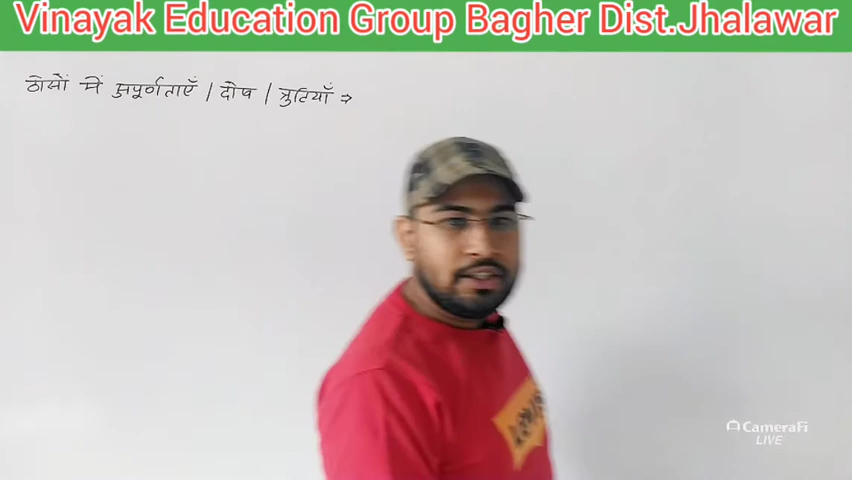 Vinayak Education Group Bagher Dist.Jhalawar
ठोसों में अपूर्णताएँ / दोष / त्रुटियाँ ⇒
CameraFi
LIVE